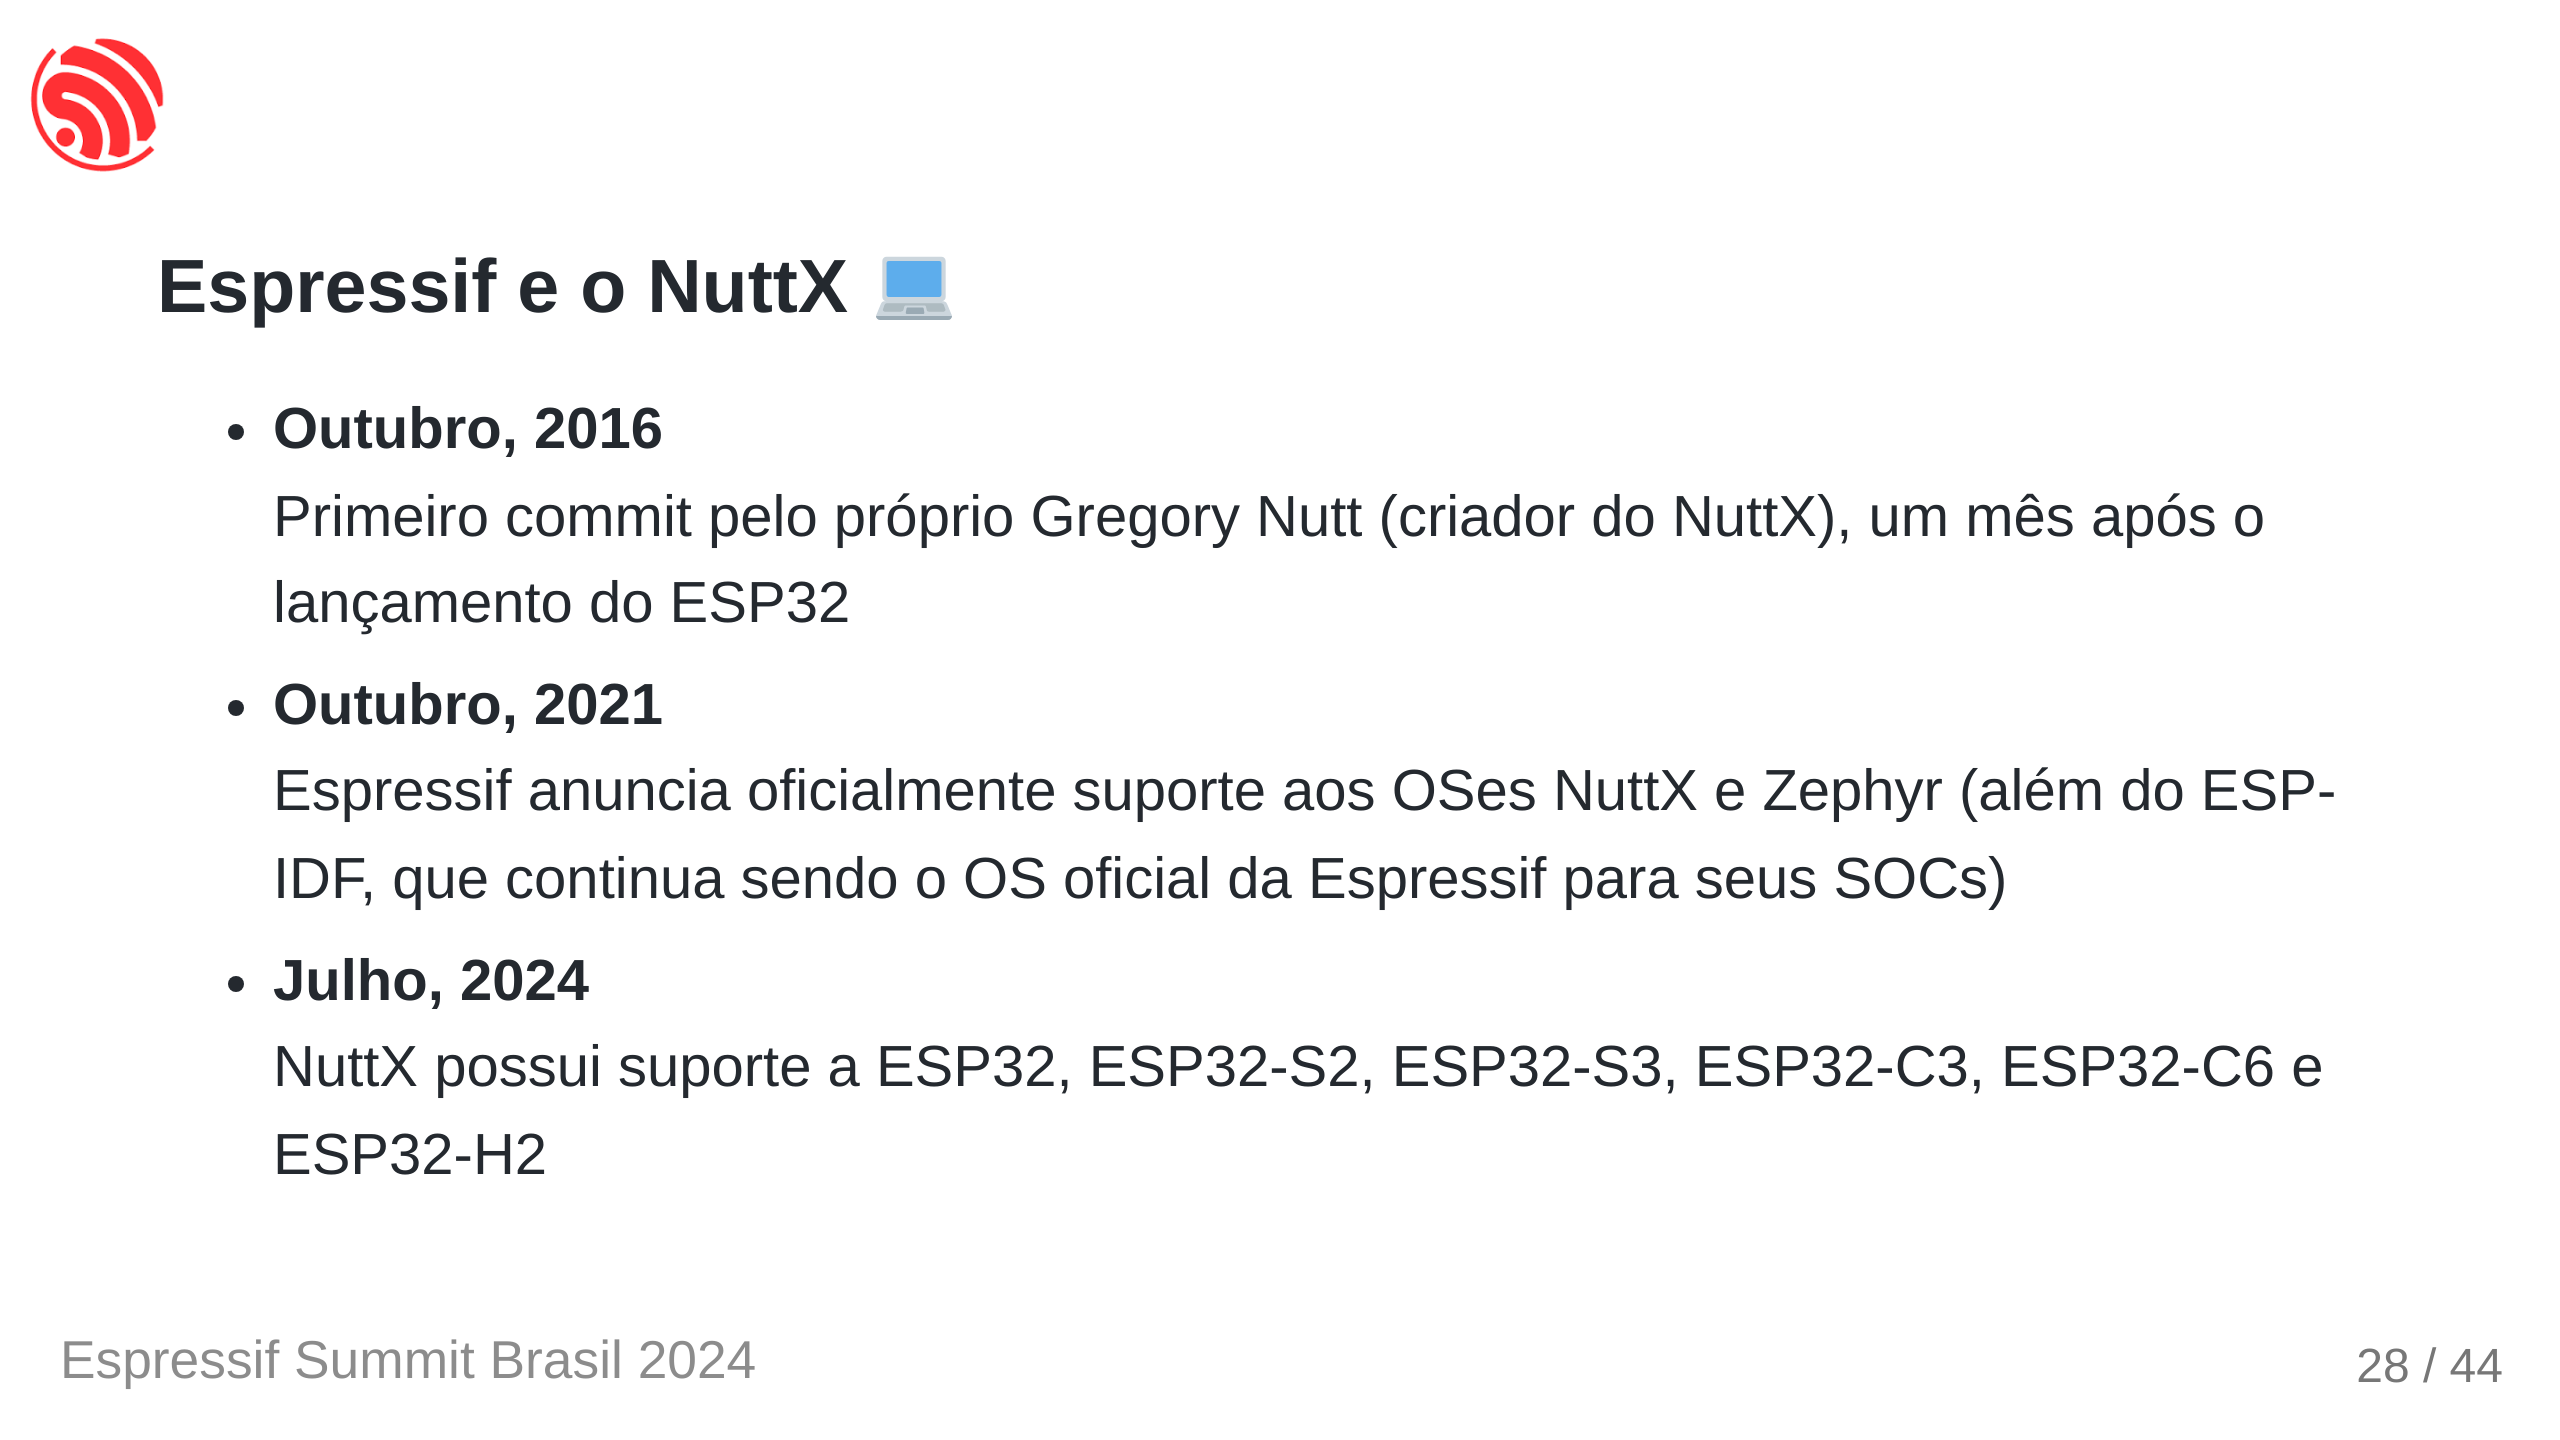 Espressif e o NuttX 💻
• Outubro, 2016
Primeiro commit pelo próprio Gregory Nutt (criador do NuttX), um mês após o
lançamento do ESP32
• Outubro, 2021
Espressif anuncia oficialmente suporte aos OSes NuttX e Zephyr (além do ESP-
IDF, que continua sendo o OS oficial da Espressif para seus SOCs)
• Julho, 2024
NuttX possui suporte a ESP32, ESP32-S2, ESP32-S3, ESP32-C3, ESP32-C6 e
ESP32-H2
Espressif Summit Brasil 2024
28 / 44